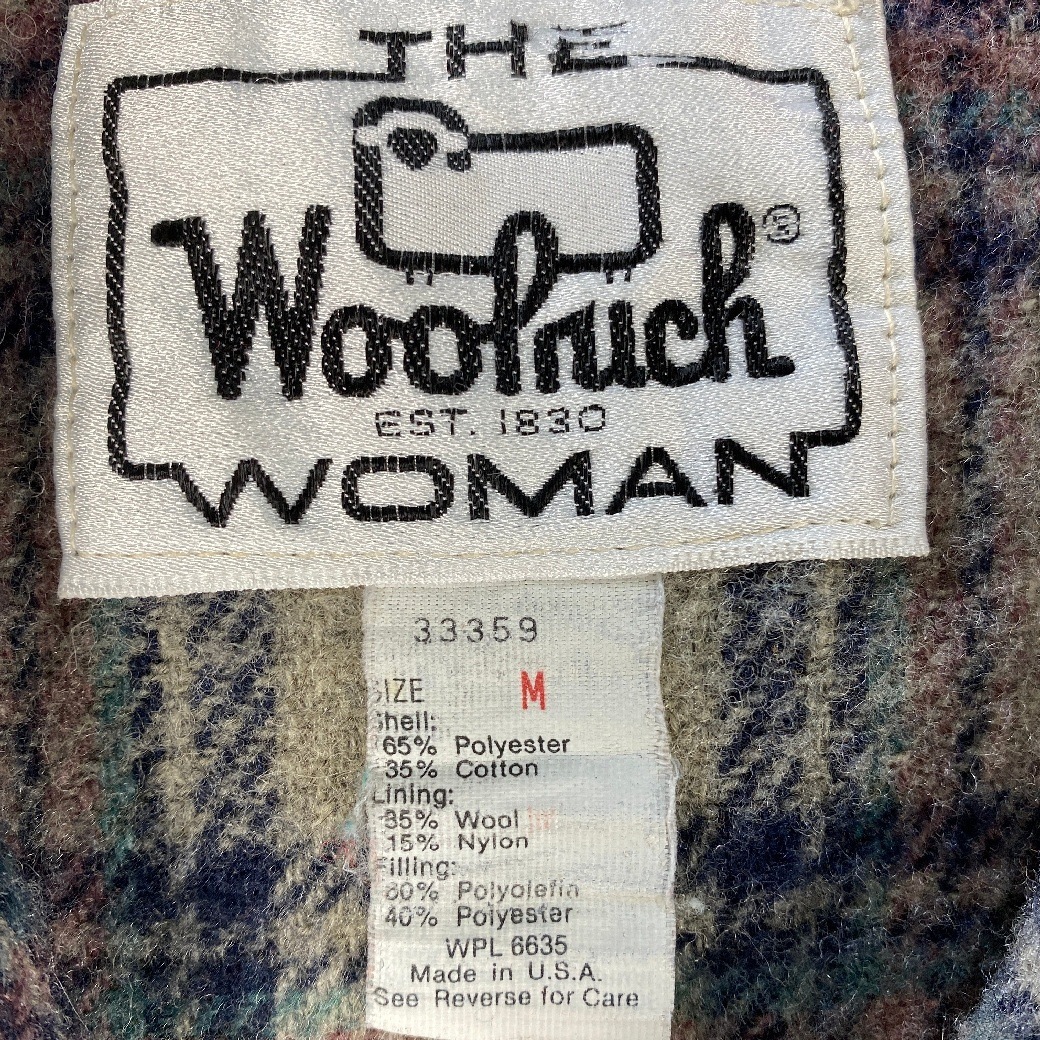 THE
Woolrich®
EST. 1830
WOMAN
33359
SIZE M
Shell:
65% Polyester
35% Cotton
Lining:
85% Wool
15% Nylon
Filling:
60% Polyolefin
40% Polyester
WPL 6635
Made in U.S.A.
See Reverse for Care